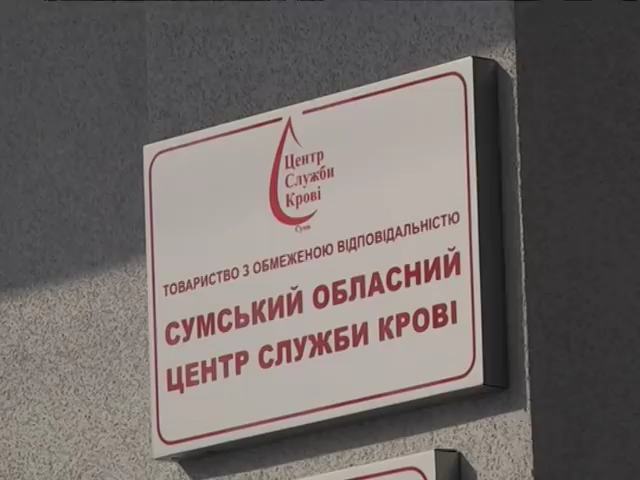 Центр
Служби
Крові
Суми
ТОВАРИСТВО З ОБМЕЖЕНОЮ ВІДПОВІДАЛЬНІСТЮ
СУМСЬКИЙ ОБЛАСНИЙ
ЦЕНТР СЛУЖБИ КРОВІ